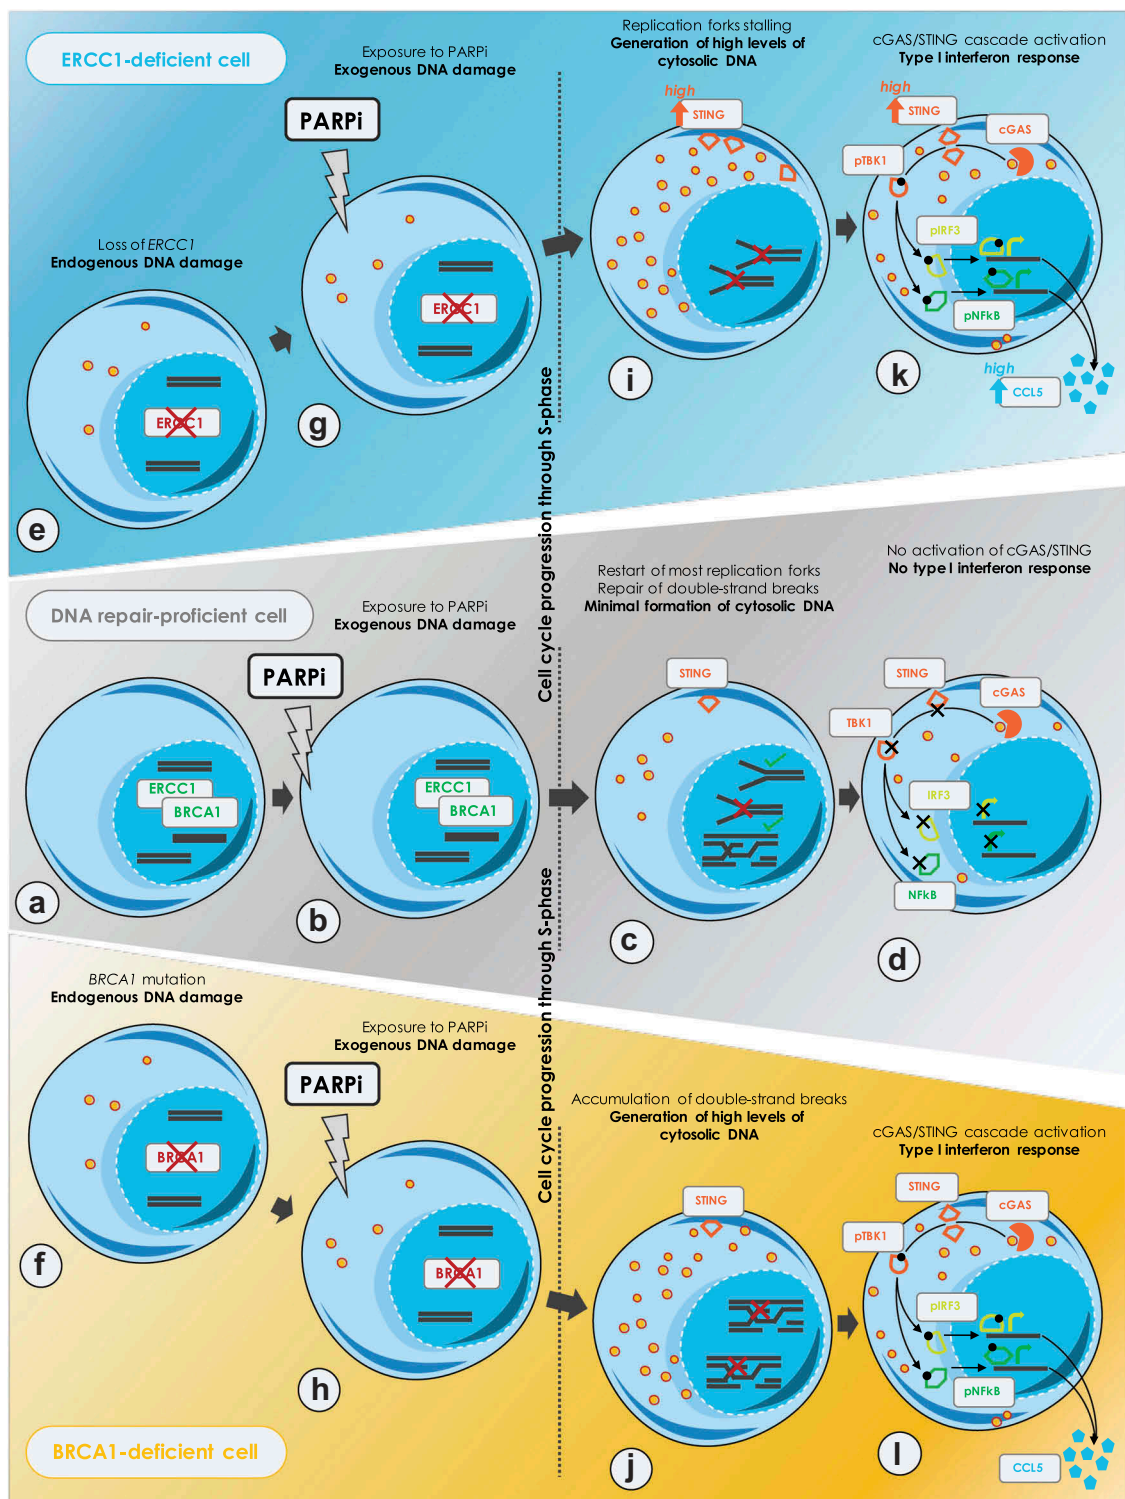 ERCC1-deficient cell
Exposure to PARPi
Exogenous DNA damage
Replication forks stalling
Generation of high levels of
cytosolic DNA
cGAS/STING cascade activation
Type I interferon response
PARPi
high
STING
high
STING
cGAS
pTBK1
pIRF3
pNFkB
Loss of ERCC1
Endogenous DNA damage
ERCC1
ERCC1
high
CCL5
e
g
i
k
Cell cycle progression through S-phase
DNA repair-proficient cell
Exposure to PARPi
Exogenous DNA damage
Restart of most replication forks
Repair of double-strand breaks
Minimal formation of cytosolic DNA
No activation of cGAS/STING
No type I interferon response
PARPi
STING
STING
cGAS
TBK1
IRF3
NFkB
ERCC1
BRCA1
ERCC1
BRCA1
a
b
c
d
Cell cycle progression through S-phase
BRCA1 mutation
Endogenous DNA damage
Exposure to PARPi
Exogenous DNA damage
Accumulation of double-strand breaks
Generation of high levels of
cytosolic DNA
cGAS/STING cascade activation
Type I interferon response
PARPi
BRCA1
BRCA1
STING
STING
cGAS
pTBK1
pIRF3
pNFkB
CCL5
f
h
j
l
BRCA1-deficient cell